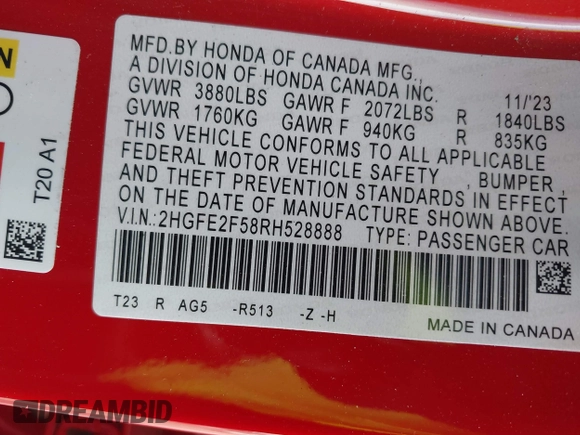 N
T20 A1
MFD.BY HONDA OF CANADA MFG.,
A DIVISION OF HONDA CANADA INC.
GVWR 3880LBS GAWR F 2072LBS R 1840LBS
11/'23
GVWR 1760KG GAWR F 940KG R 835KG
THIS VEHICLE CONFORMS TO ALL APPLICABLE
FEDERAL MOTOR VEHICLE SAFETY , BUMPER ,
AND THEFT PREVENTION STANDARDS IN EFFECT
ON THE DATE OF MANUFACTURE SHOWN ABOVE.
V.I.N.:2HGFE2F58RH528888 TYPE: PASSENGER CAR
T23 R AG5 -R513 -Z -H
MADE IN CANADA
DREAMBID